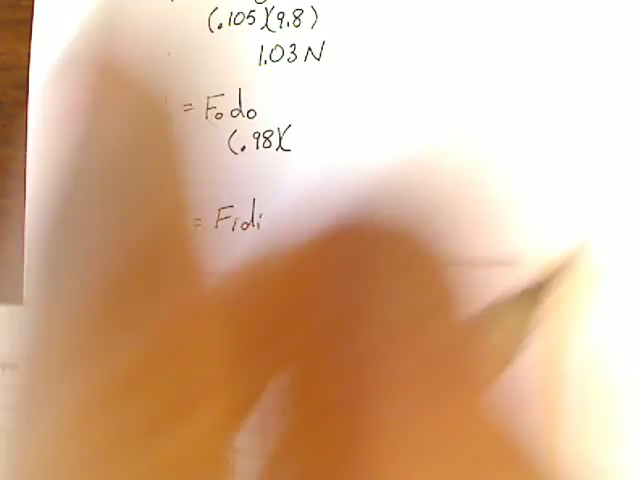 (.105)(9.8)
1.03 N
= Fodo
(.98)(
= Fidi